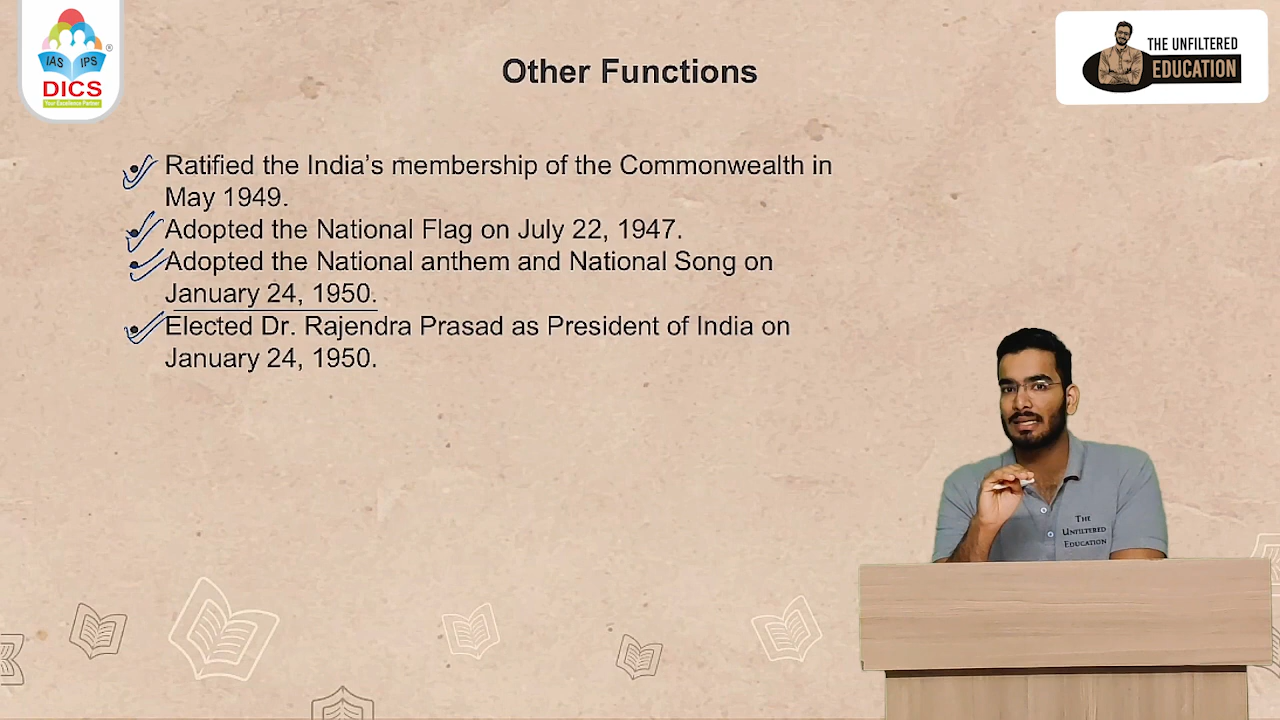 IAS IPS
DICS
Your Excellence Partner
®
Other Functions
THE UNFILTERED
EDUCATION
Ratified the India's membership of the Commonwealth in
May 1949.
Adopted the National Flag on July 22, 1947.
Adopted the National anthem and National Song on
January 24, 1950.
Elected Dr. Rajendra Prasad as President of India on
January 24, 1950.
THE
UNFILTERED
EDUCATION